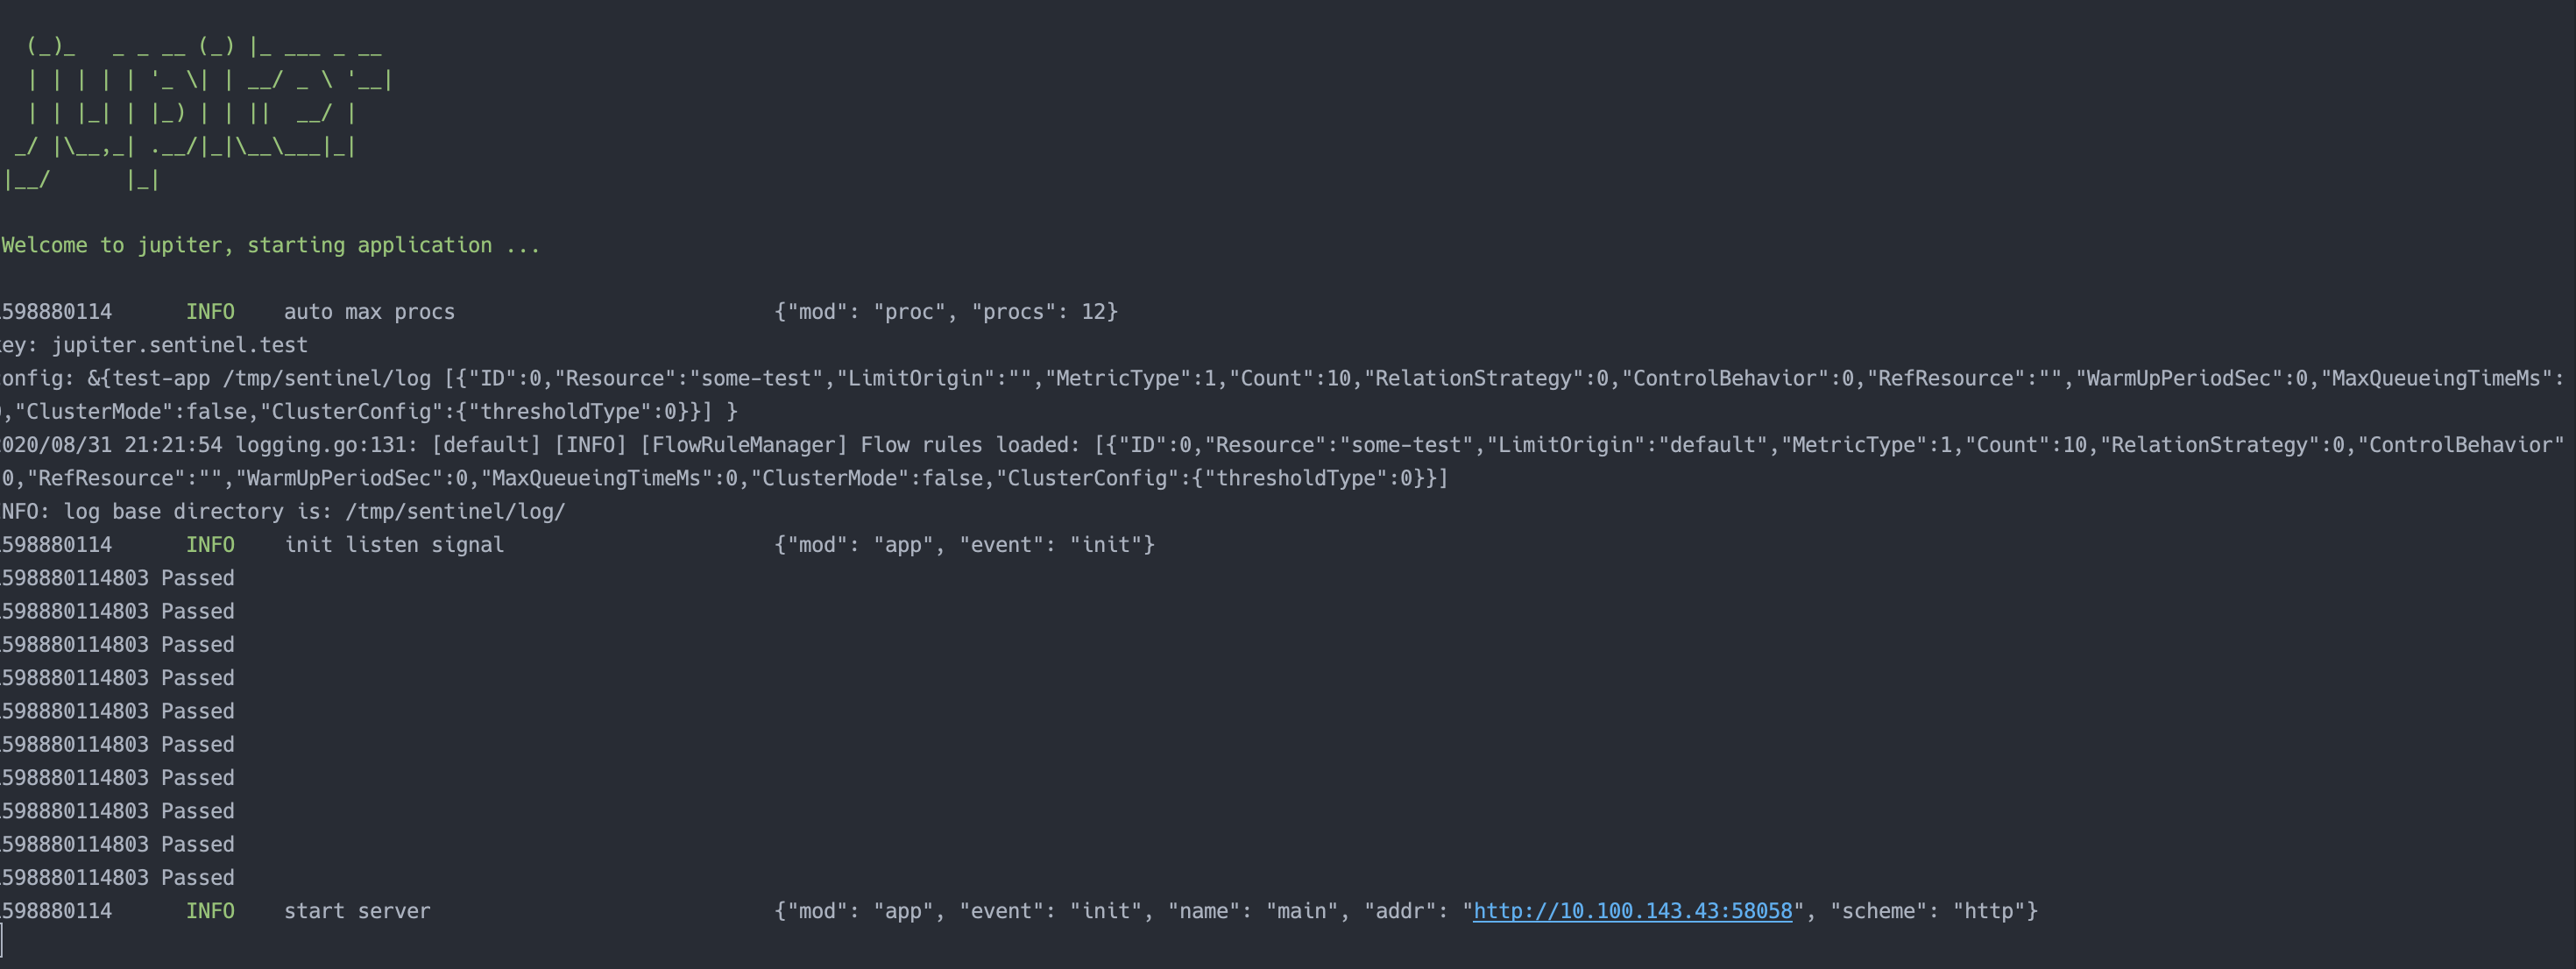 (_)_   _ _ __ (_) |_ ___ _ __
  | | | | | '_ \| | __/ _ \ '__|
  | | |_| | |_) | | ||  __/ |
 _/ |\__,_| .__/|_|\__\___|_|
|__/      |_|
Welcome to jupiter, starting application ...
598880114      INFO    auto max procs                          {"mod": "proc", "procs": 12}
ey: jupiter.sentinel.test
onfig: &{test-app /tmp/sentinel/log [{"ID":0,"Resource":"some-test","LimitOrigin":"","MetricType":1,"Count":10,"RelationStrategy":0,"ControlBehavior":0,"RefResource":"","WarmUpPeriodSec":0,"MaxQueueingTimeMs":
,"ClusterMode":false,"ClusterConfig":{"thresholdType":0}}] }
020/08/31 21:21:54 logging.go:131: [default] [INFO] [FlowRuleManager] Flow rules loaded: [{"ID":0,"Resource":"some-test","LimitOrigin":"default","MetricType":1,"Count":10,"RelationStrategy":0,"ControlBehavior"
0,"RefResource":"","WarmUpPeriodSec":0,"MaxQueueingTimeMs":0,"ClusterMode":false,"ClusterConfig":{"thresholdType":0}}]
NFO: log base directory is: /tmp/sentinel/log/
598880114      INFO    init listen signal                      {"mod": "app", "event": "init"}
598880114803 Passed
598880114803 Passed
598880114803 Passed
598880114803 Passed
598880114803 Passed
598880114803 Passed
598880114803 Passed
598880114803 Passed
598880114803 Passed
598880114803 Passed
598880114      INFO    start server                            {"mod": "app", "event": "init", "name": "main", "addr": "http://10.100.143.43:58058", "scheme": "http"}